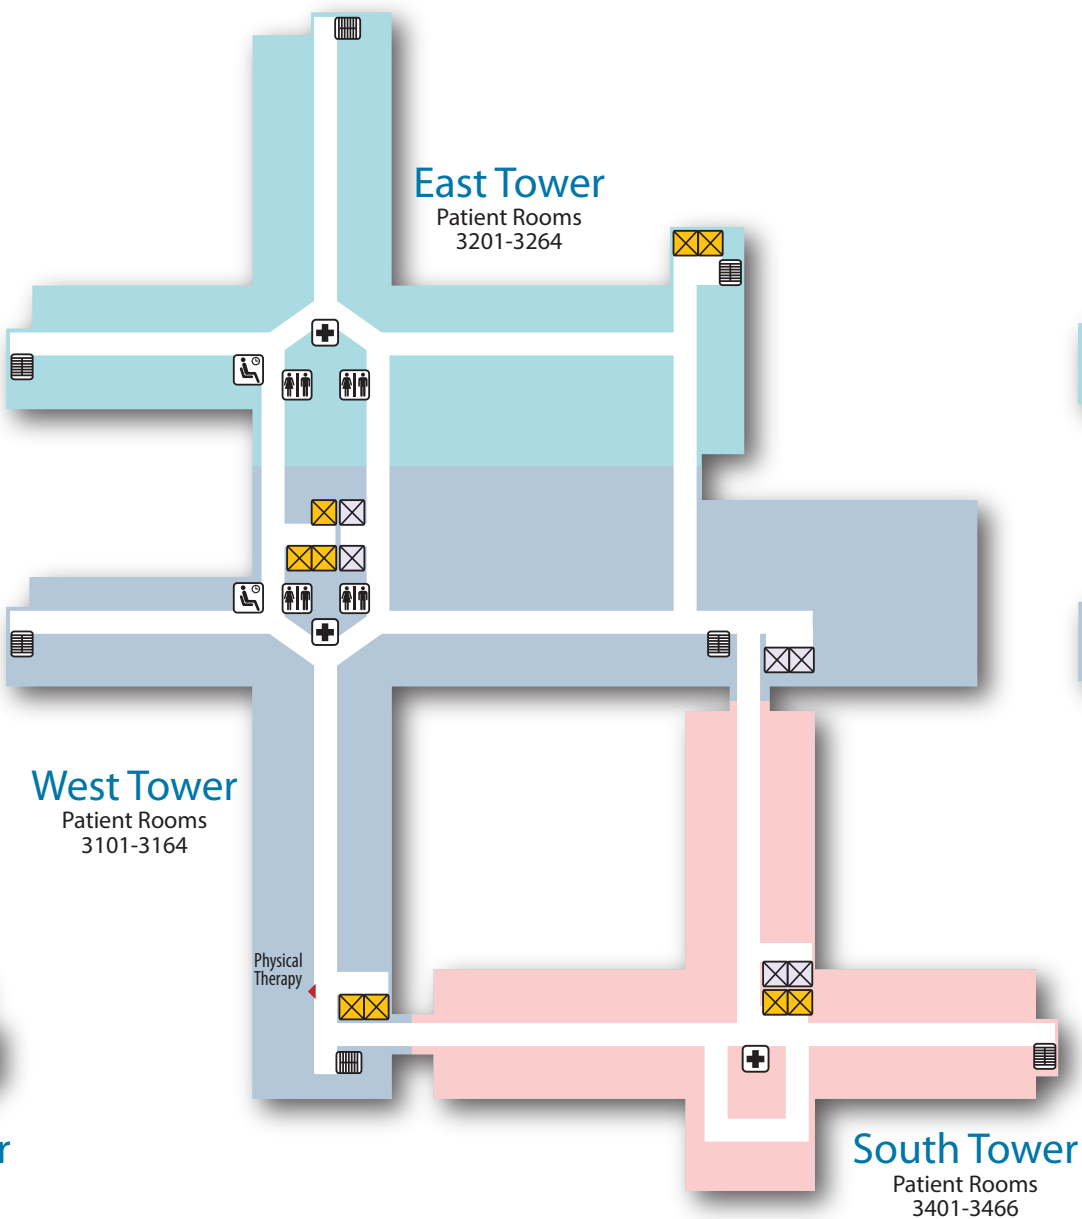 East Tower
Patient Rooms
3201-3264
West Tower
Patient Rooms
3101-3164
Physical
Therapy
South Tower
Patient Rooms
3401-3466